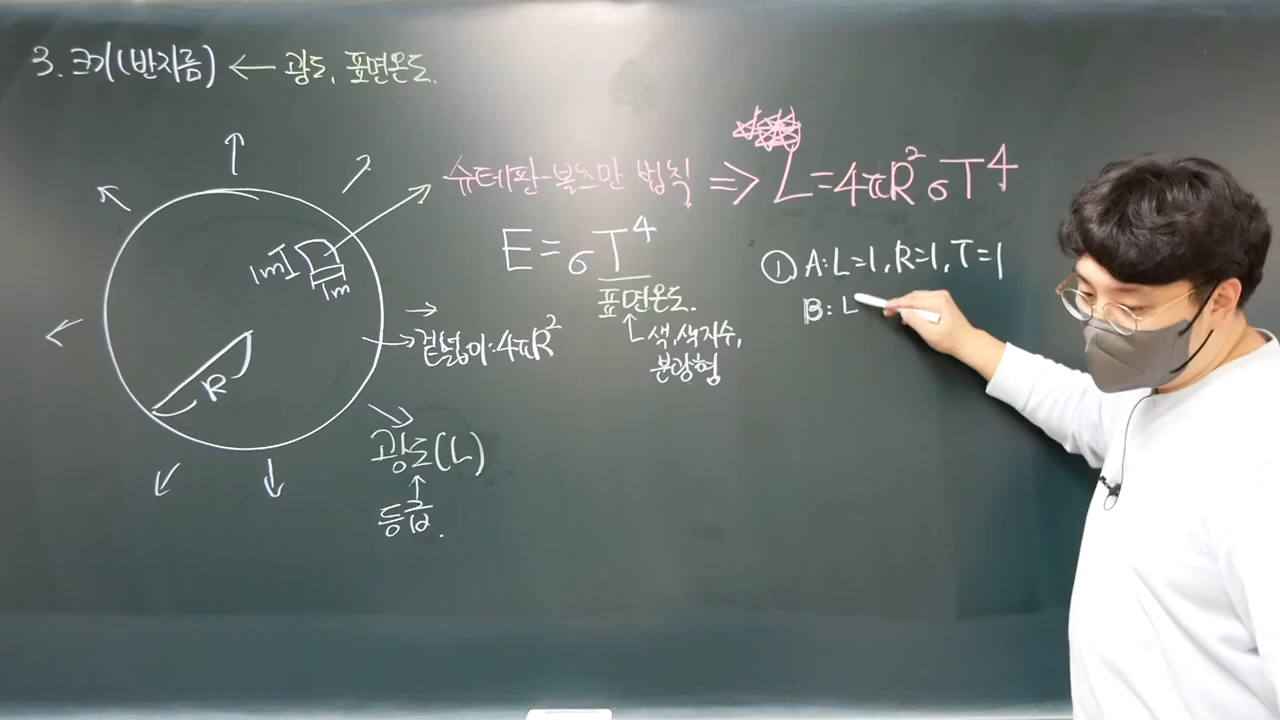 3. 크기(반지름) ← 광도, 표면온도.
슈테판-볼츠만 법칙 ⇒ L=4πR²σT⁴
E=σT⁴
표면온도.
색, 색지수,
분광형
1m
1m
R
겉넓이: 4πR²
광도(L)
등급.
① A: L=1, R=1, T=1
B: L